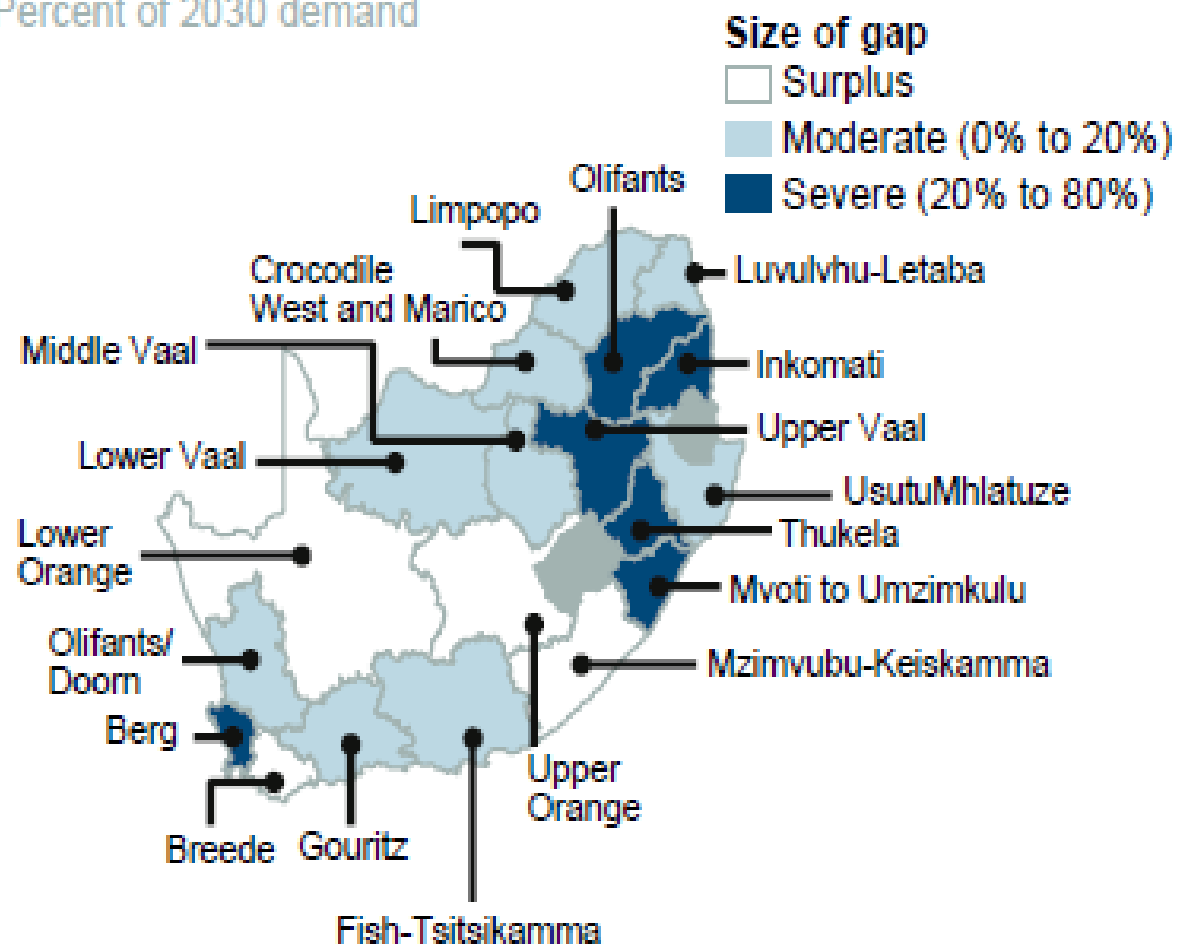 Percent of 2030 demand
Size of gap
Surplus
Moderate (0% to 20%)
Severe (20% to 80%)
Olifants
Limpopo
Crocodile
West and Marico
Luvulvhu-Letaba
Middle Vaal
Inkomati
Upper Vaal
Lower Vaal
UsutuMhlatuze
Thukela
Lower
Orange
Mvoti to Umzimkulu
Olifants/
Doorn
Mzimvubu-Keiskamma
Berg
Upper
Orange
Breede
Gouritz
Fish-Tsitsikamma